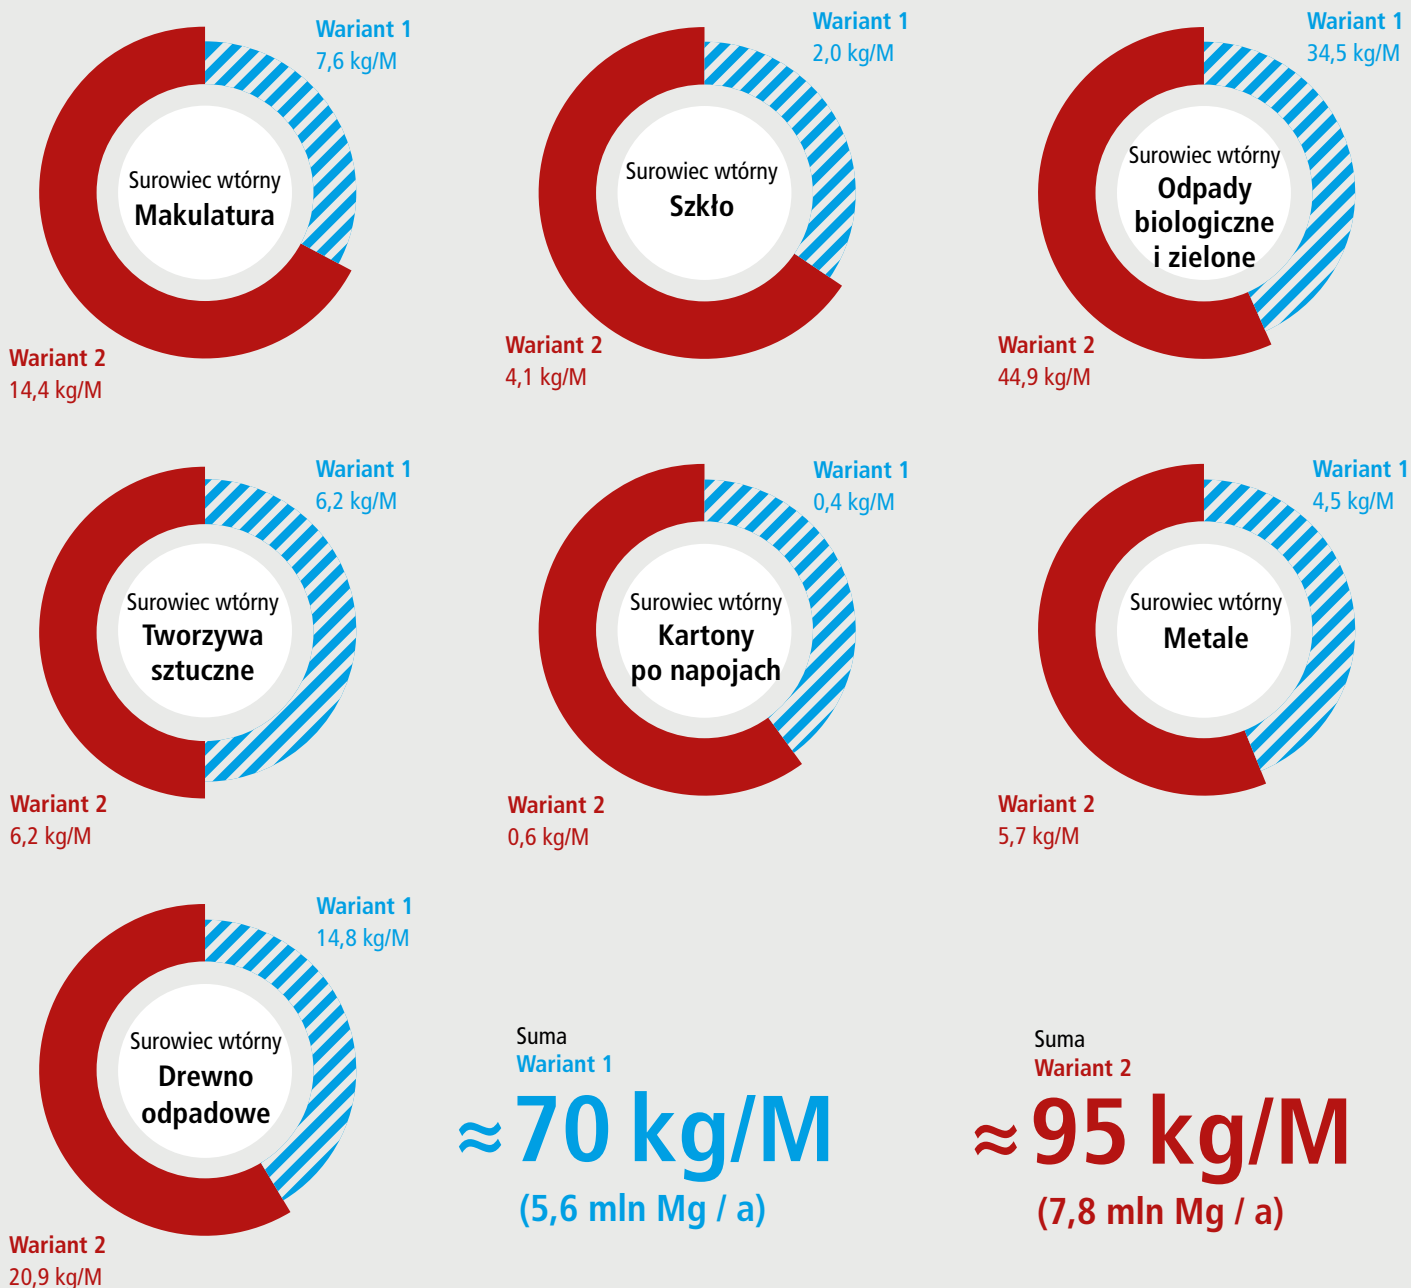 Wariant 1
7,6 kg/M
Surowiec wtórny
Makulatura
Wariant 2
14,4 kg/M
Wariant 1
2,0 kg/M
Surowiec wtórny
Szkło
Wariant 2
4,1 kg/M
Wariant 1
34,5 kg/M
Surowiec wtórny
Odpady
biologiczne
i zielone
Wariant 2
44,9 kg/M
Wariant 1
6,2 kg/M
Surowiec wtórny
Tworzywa
sztuczne
Wariant 2
6,2 kg/M
Wariant 1
0,4 kg/M
Surowiec wtórny
Kartony
po napojach
Wariant 2
0,6 kg/M
Wariant 1
4,5 kg/M
Surowiec wtórny
Metale
Wariant 2
5,7 kg/M
Wariant 1
14,8 kg/M
Surowiec wtórny
Drewno
odpadowe
Wariant 2
20,9 kg/M
Suma
Wariant 1
≈ 70 kg/M
(5,6 mln Mg / a)
Suma
Wariant 2
≈ 95 kg/M
(7,8 mln Mg / a)